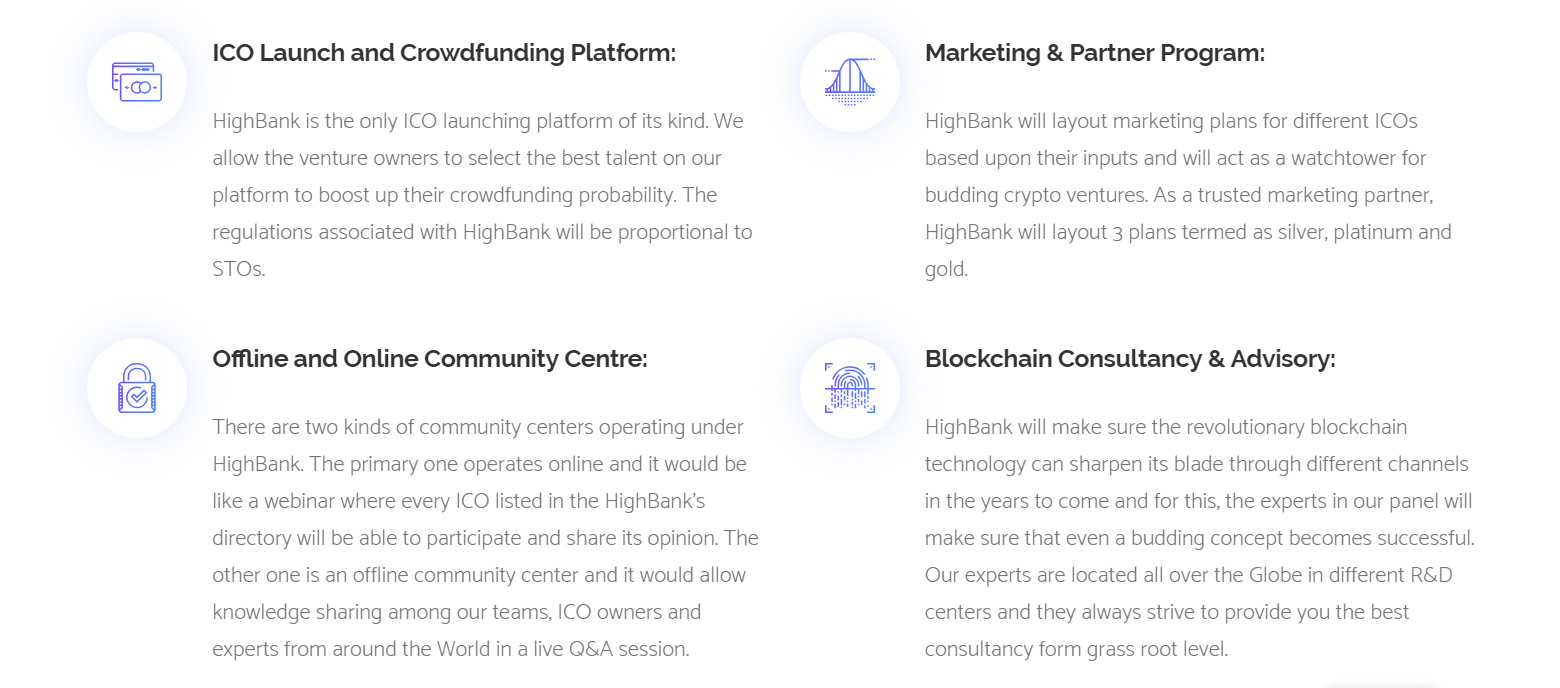 ICO Launch and Crowdfunding Platform:
HighBank is the only ICO launching platform of its kind. We
allow the venture owners to select the best talent on our
platform to boost up their crowdfunding probability. The
regulations associated with HighBank will be proportional to
STOs.
Marketing & Partner Program:
HighBank will layout marketing plans for different ICOs
based upon their inputs and will act as a watchtower for
budding crypto ventures. As a trusted marketing partner,
HighBank will layout 3 plans termed as silver, platinum and
gold.
Offline and Online Community Centre:
There are two kinds of community centers operating under
HighBank. The primary one operates online and it would be
like a webinar where every ICO listed in the HighBank's
directory will be able to participate and share its opinion. The
other one is an offline community center and it would allow
knowledge sharing among our teams, ICO owners and
experts from around the World in a live Q&A session.
Blockchain Consultancy & Advisory:
HighBank will make sure the revolutionary blockchain
technology can sharpen its blade through different channels
in the years to come and for this, the experts in our panel will
make sure that even a budding concept becomes successful.
Our experts are located all over the Globe in different R&D
centers and they always strive to provide you the best
consultancy form grass root level.